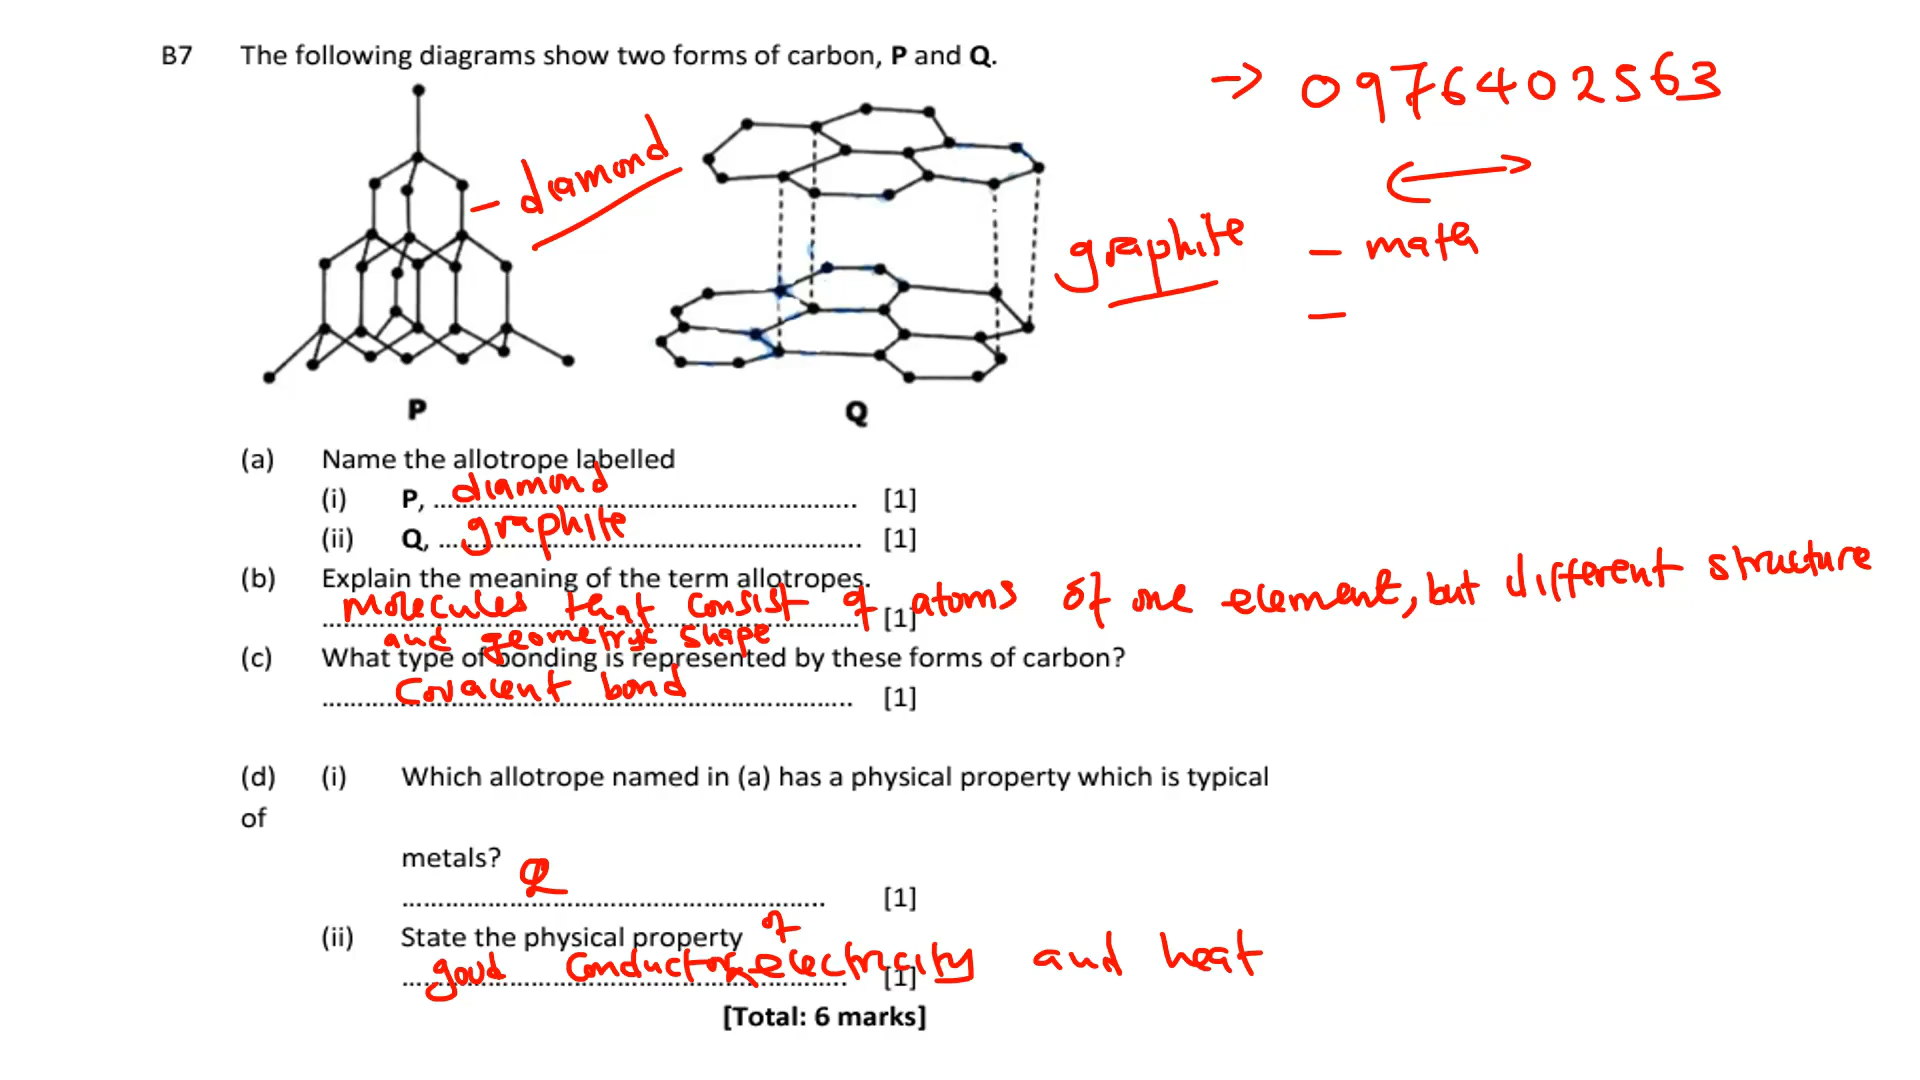 B7 The following diagrams show two forms of carbon, P and Q.
→ 0976402563
- diamond
graphite
- math
-
P
Q
(a) Name the allotrope labelled
(i) P, diamond [1]
(ii) Q, graphite [1]
(b) Explain the meaning of the term allotropes.
molecules that consist of atoms of one element, but different structure [1]
and geometric shape
(c) What type of bonding is represented by these forms of carbon?
Covalent bond [1]
(d) (i) Which allotrope named in (a) has a physical property which is typical
of
metals?
Q [1]
(ii) State the physical property
good conductor of electricity and heat [1]
[Total: 6 marks]